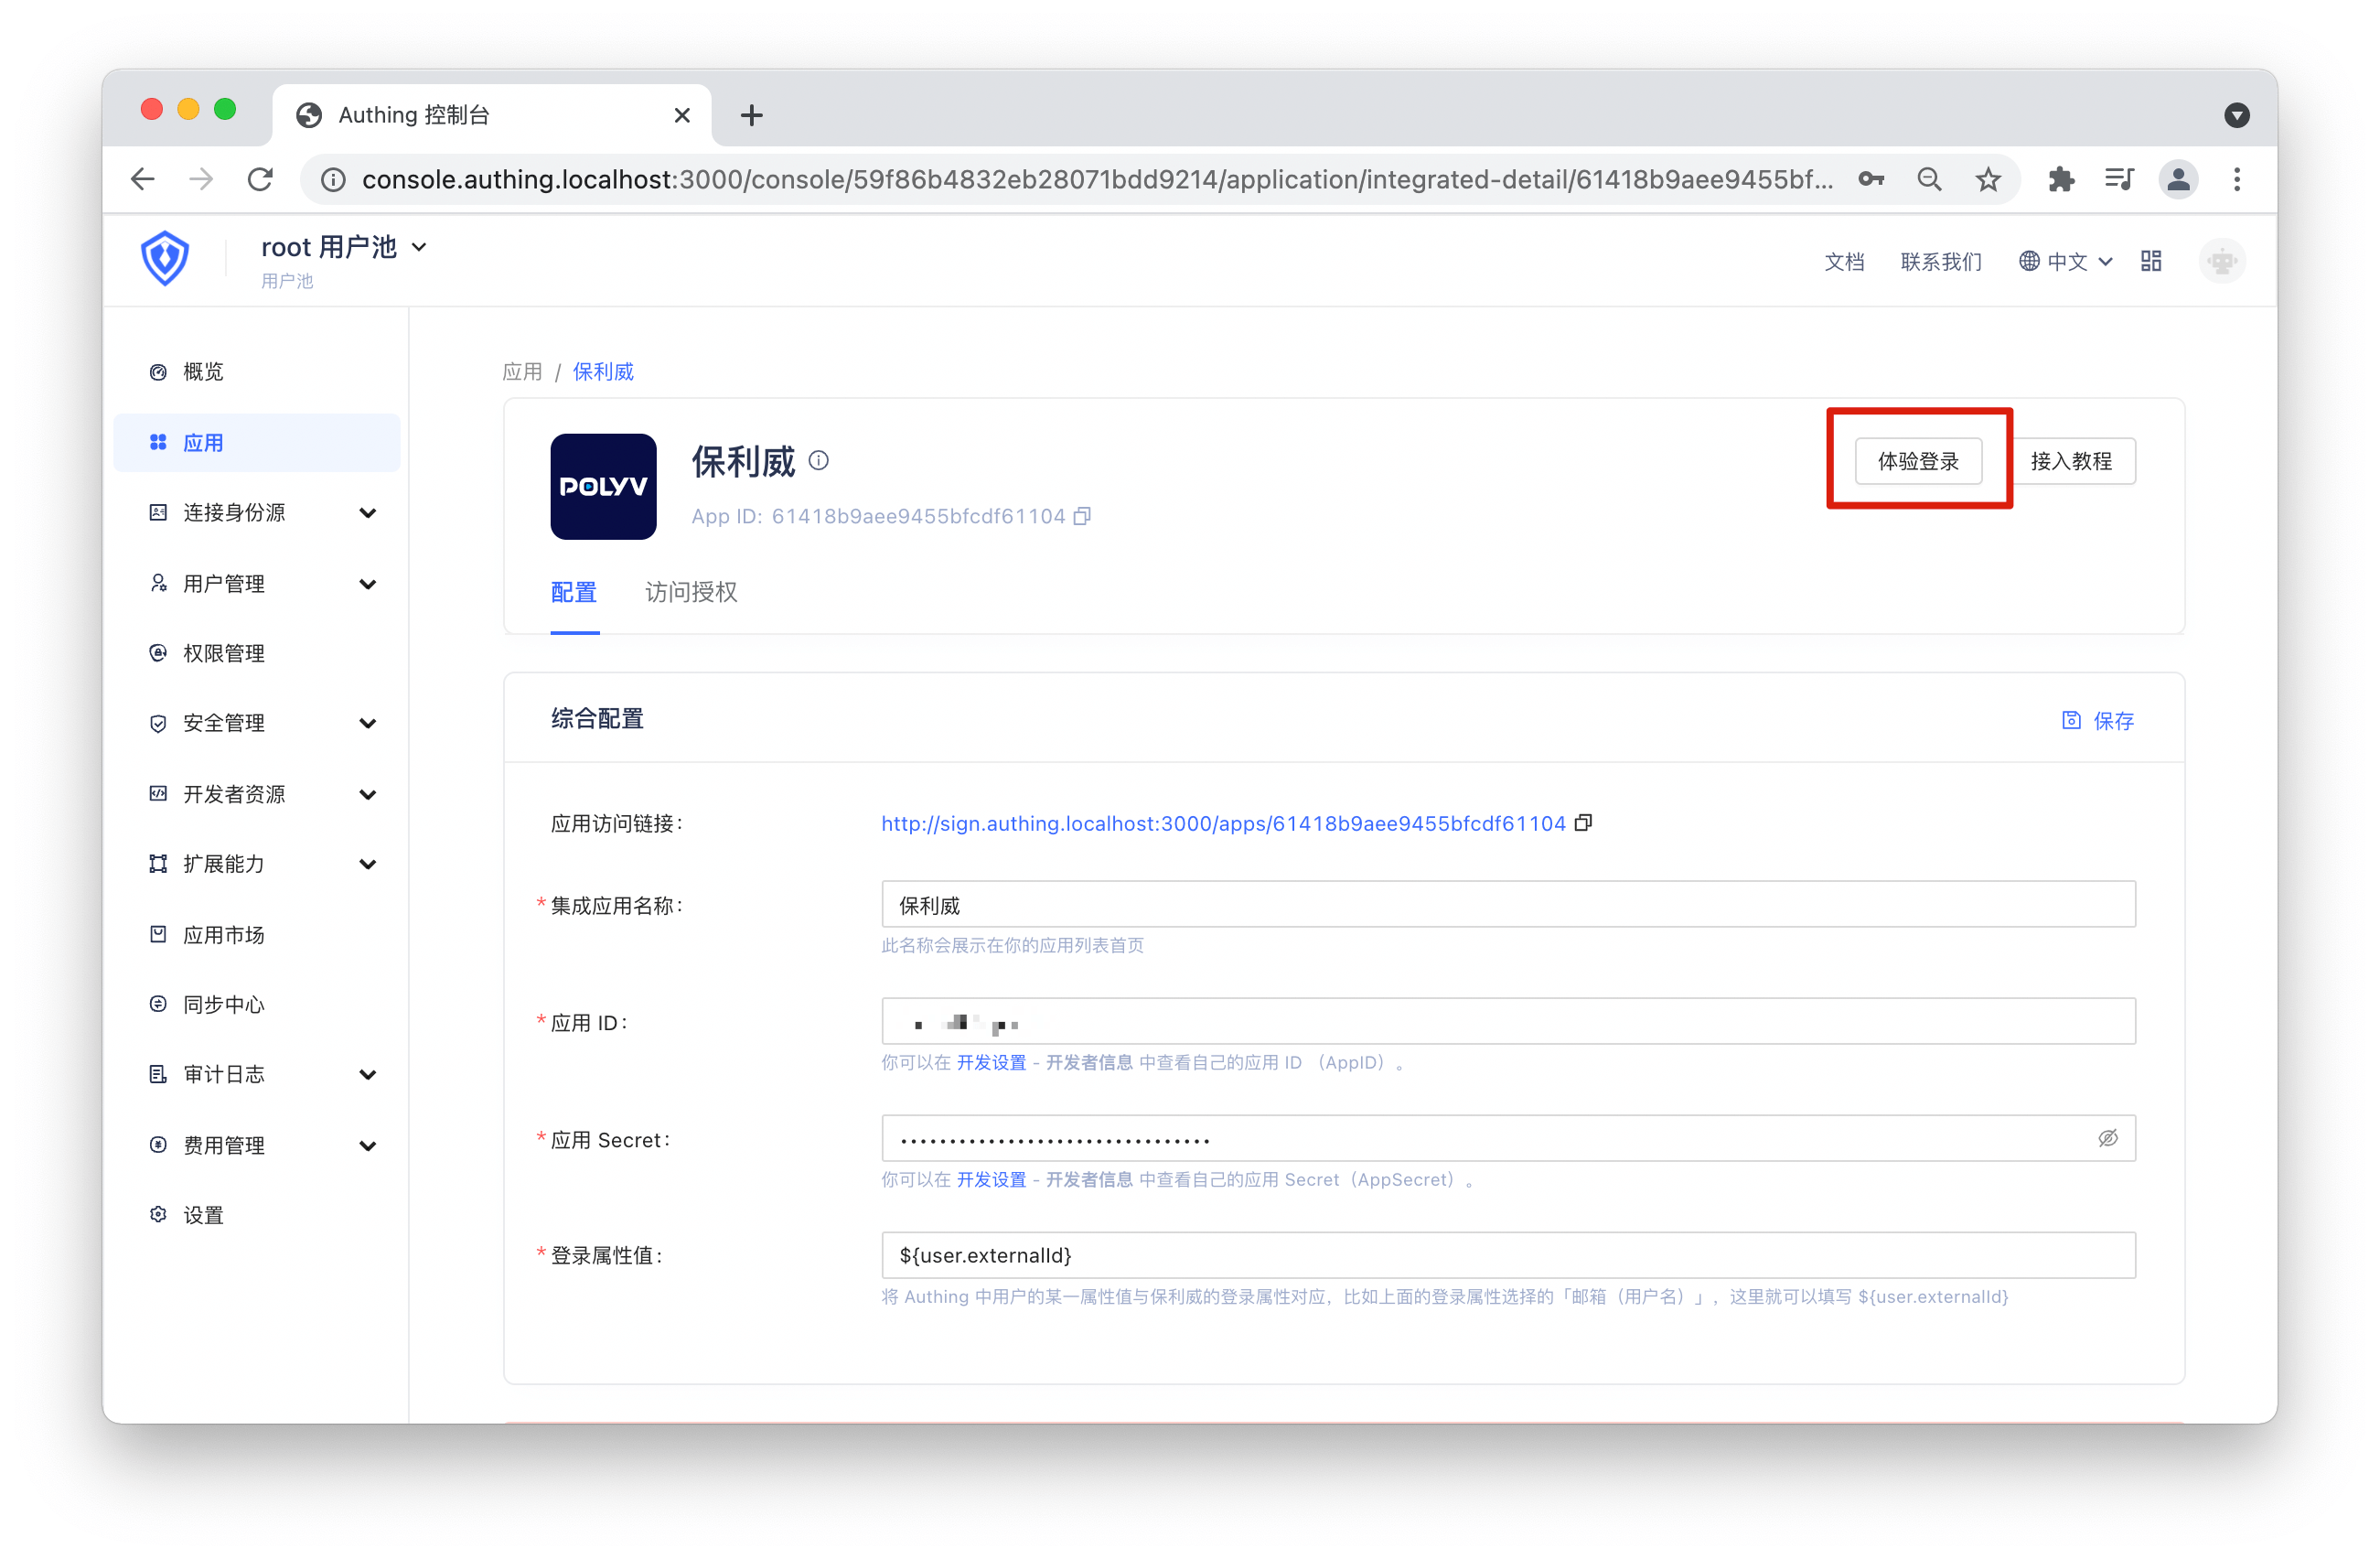 Authing 控制台
console.authing.localhost:3000/console/59f86b4832eb28071bdd9214/application/integrated-detail/61418b9aee9455bf...
root 用户池
用户池
文档 联系我们 中文
概览
应用
连接身份源
用户管理
权限管理
安全管理
开发者资源
扩展能力
应用市场
同步中心
审计日志
费用管理
设置
应用 / 保利威
POLYV
保利威
App ID: 61418b9aee9455bfcdf61104
体验登录 接入教程
配置 访问授权
综合配置 保存
应用访问链接: http://sign.authing.localhost:3000/apps/61418b9aee9455bfcdf61104
* 集成应用名称: 保利威
此名称会展示在你的应用列表首页
* 应用 ID:
你可以在 开发设置 - 开发者信息 中查看自己的应用 ID （AppID）。
* 应用 Secret: ••••••••••••••••••••••••••••••••
你可以在 开发设置 - 开发者信息 中查看自己的应用 Secret（AppSecret）。
* 登录属性值: ${user.externalId}
将 Authing 中用户的某一属性值与保利威的登录属性对应，比如上面的登录属性选择的「邮箱（用户名）」，这里就可以填写 ${user.externalId}